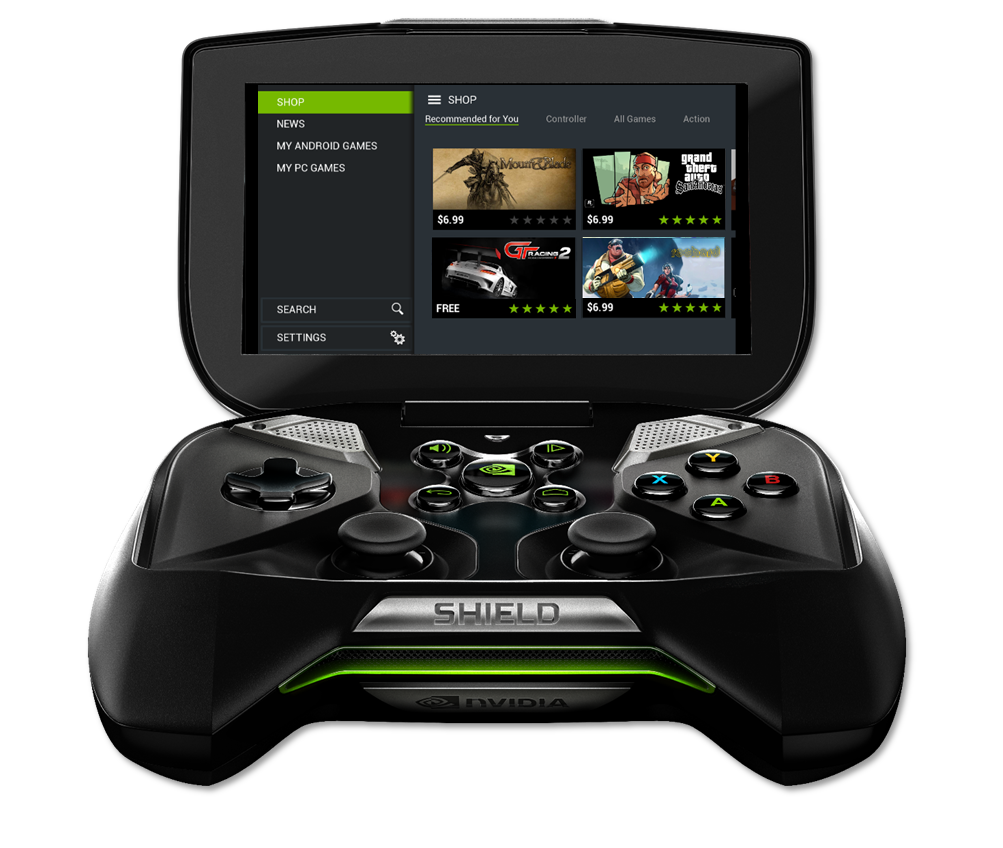 SHOP
NEWS
MY ANDROID GAMES
MY PC GAMES
SEARCH
SETTINGS
SHOP
Recommended for You Controller All Games Action
Mount&Blade
$6.99
grand
theft
auto
San Andreas
$6.99
GT RACING 2
FREE
$6.99
Y
X
B
A
SHIELD
NVIDIA